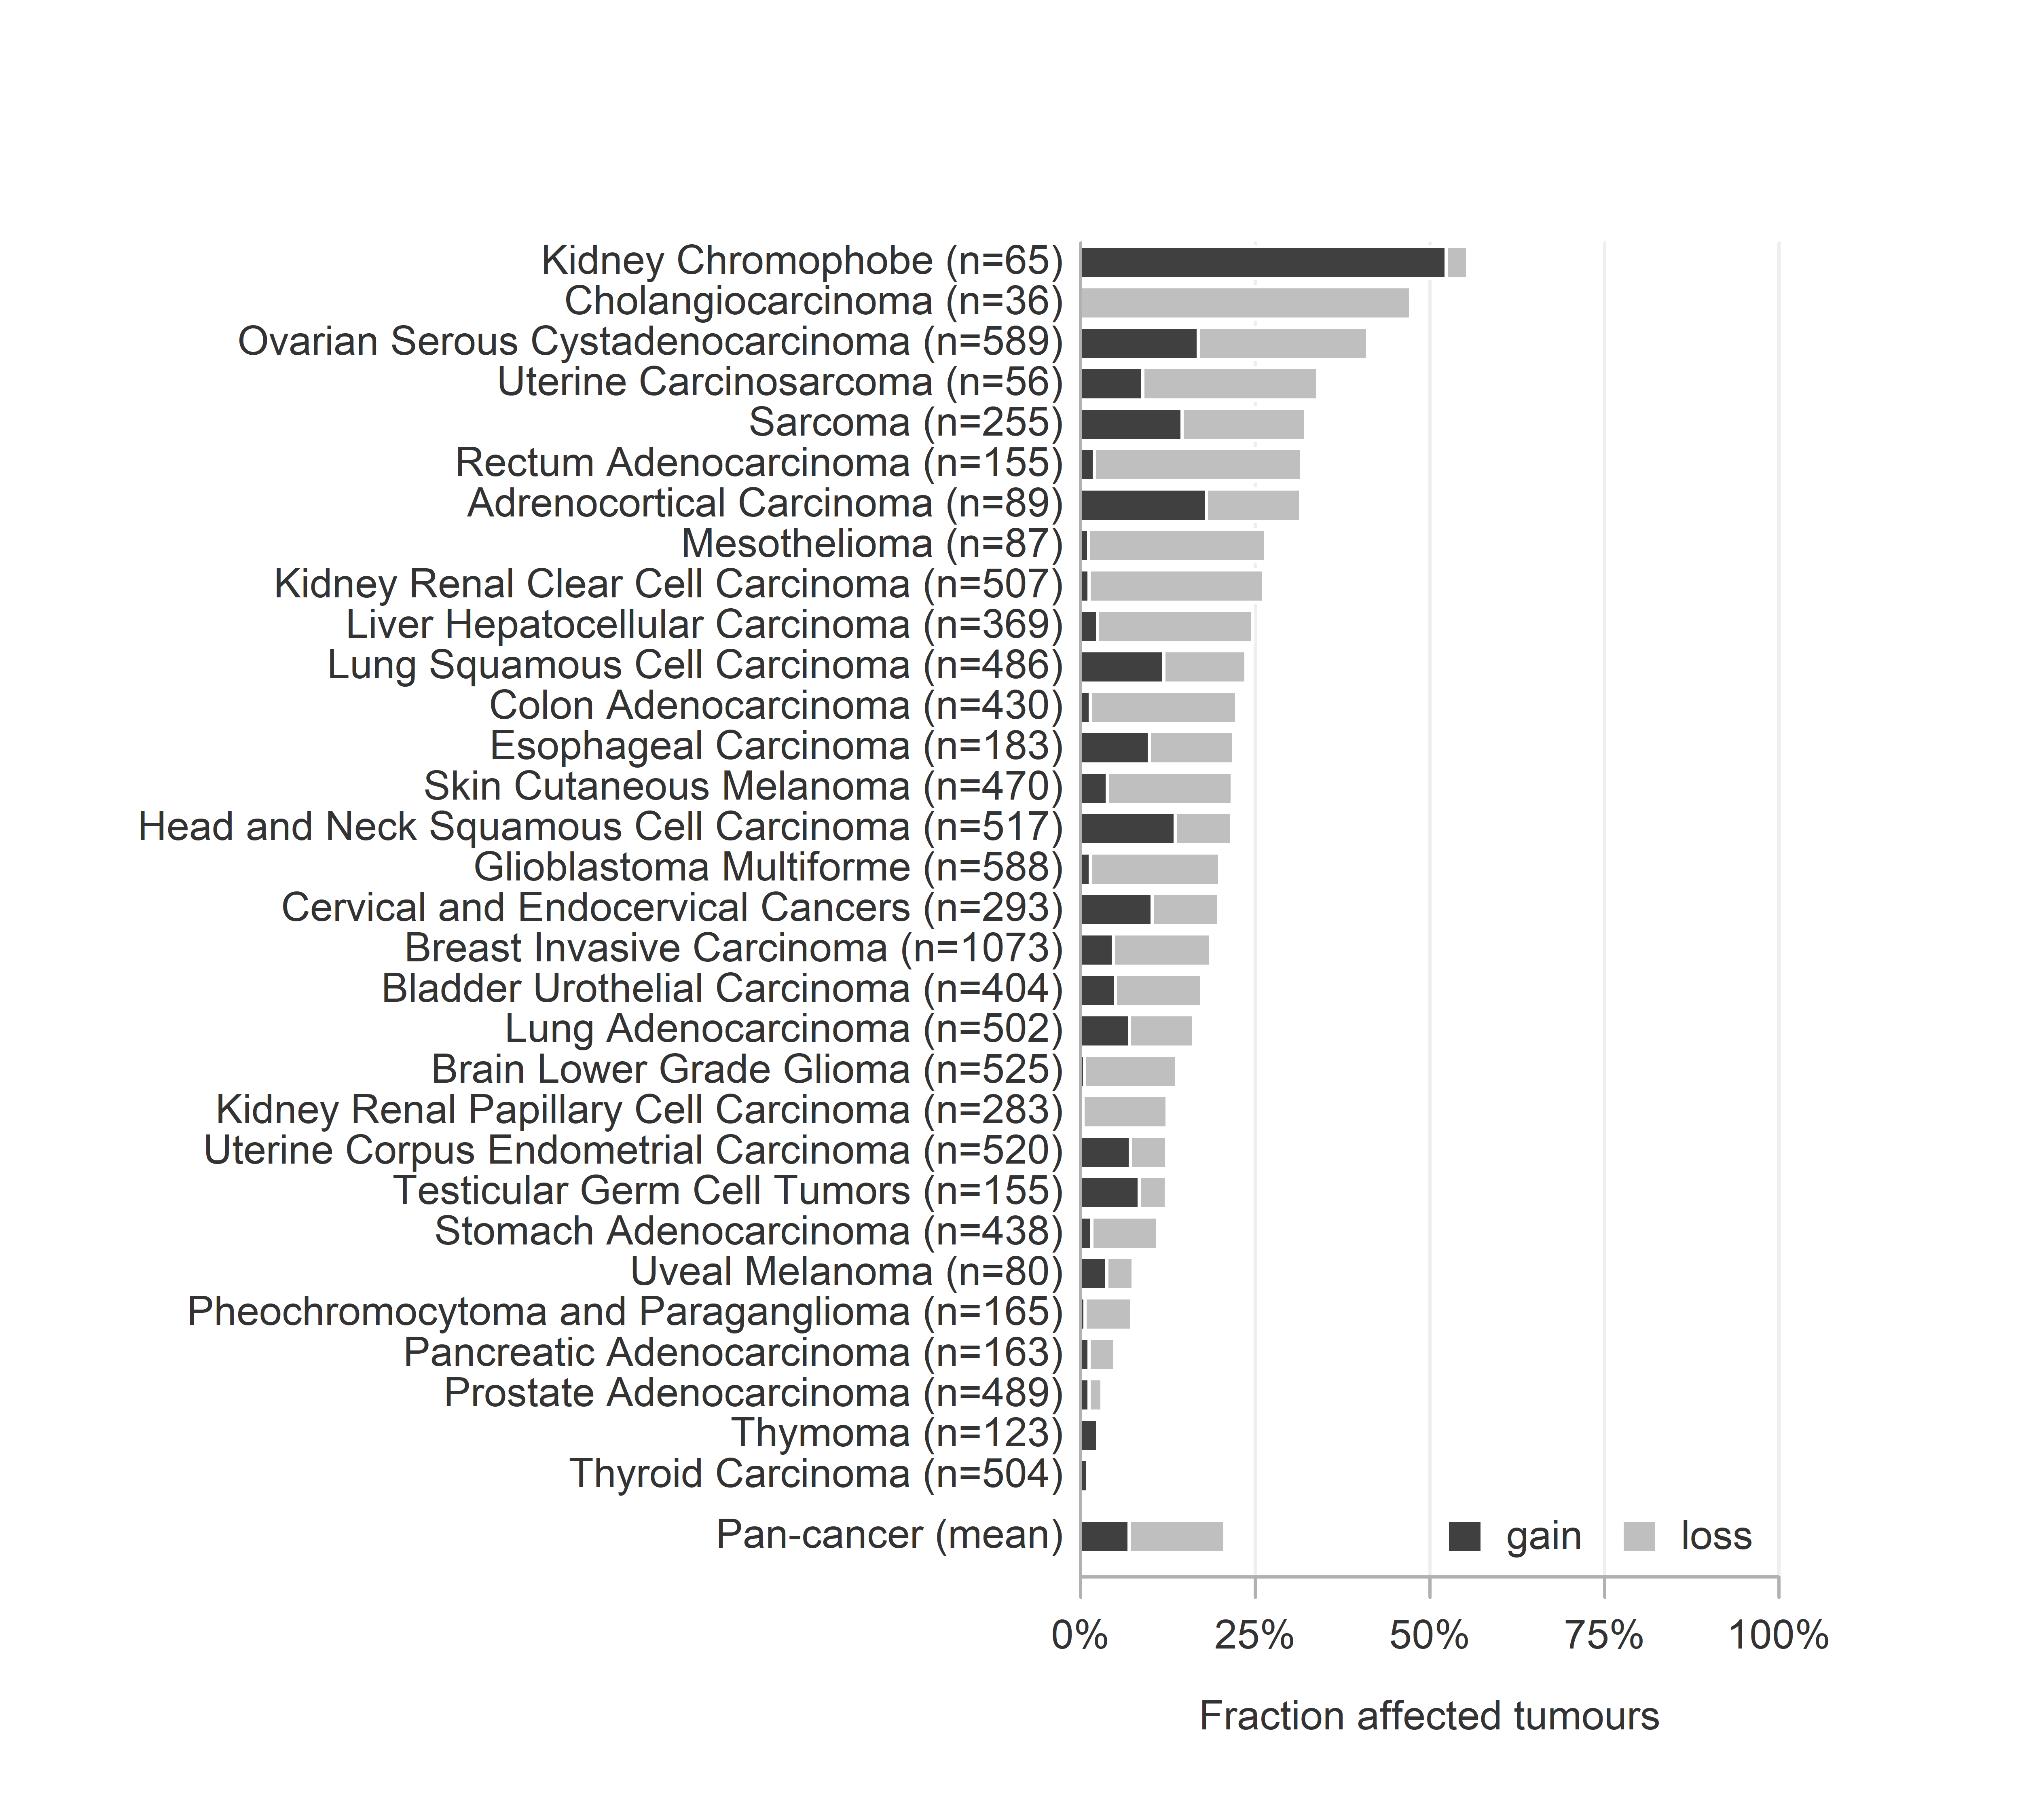 Kidney Chromophobe (n=65)
Cholangiocarcinoma (n=36)
Ovarian Serous Cystadenocarcinoma (n=589)
Uterine Carcinosarcoma (n=56)
Sarcoma (n=255)
Rectum Adenocarcinoma (n=155)
Adrenocortical Carcinoma (n=89)
Mesothelioma (n=87)
Kidney Renal Clear Cell Carcinoma (n=507)
Liver Hepatocellular Carcinoma (n=369)
Lung Squamous Cell Carcinoma (n=486)
Colon Adenocarcinoma (n=430)
Esophageal Carcinoma (n=183)
Skin Cutaneous Melanoma (n=470)
Head and Neck Squamous Cell Carcinoma (n=517)
Glioblastoma Multiforme (n=588)
Cervical and Endocervical Cancers (n=293)
Breast Invasive Carcinoma (n=1073)
Bladder Urothelial Carcinoma (n=404)
Lung Adenocarcinoma (n=502)
Brain Lower Grade Glioma (n=525)
Kidney Renal Papillary Cell Carcinoma (n=283)
Uterine Corpus Endometrial Carcinoma (n=520)
Testicular Germ Cell Tumors (n=155)
Stomach Adenocarcinoma (n=438)
Uveal Melanoma (n=80)
Pheochromocytoma and Paraganglioma (n=165)
Pancreatic Adenocarcinoma (n=163)
Prostate Adenocarcinoma (n=489)
Thymoma (n=123)
Thyroid Carcinoma (n=504)
Pan-cancer (mean) gain loss
0% 25% 50% 75% 100%
Fraction affected tumours